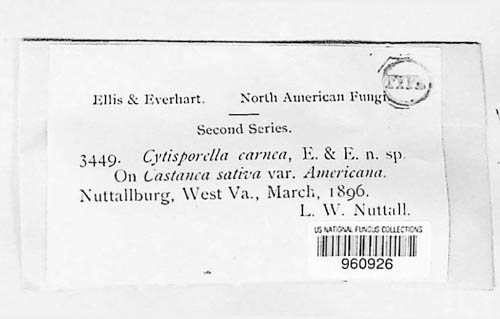 Ellis & Everhart. North American Fungi
Second Series.
3449. Cytisporella carnea, E. & E. n. sp.
On Castanea sativa var. Americana.
Nuttallburg, West Va., March, 1896.
L. W. Nuttall.
US NATIONAL FUNGUS COLLECTIONS
960926